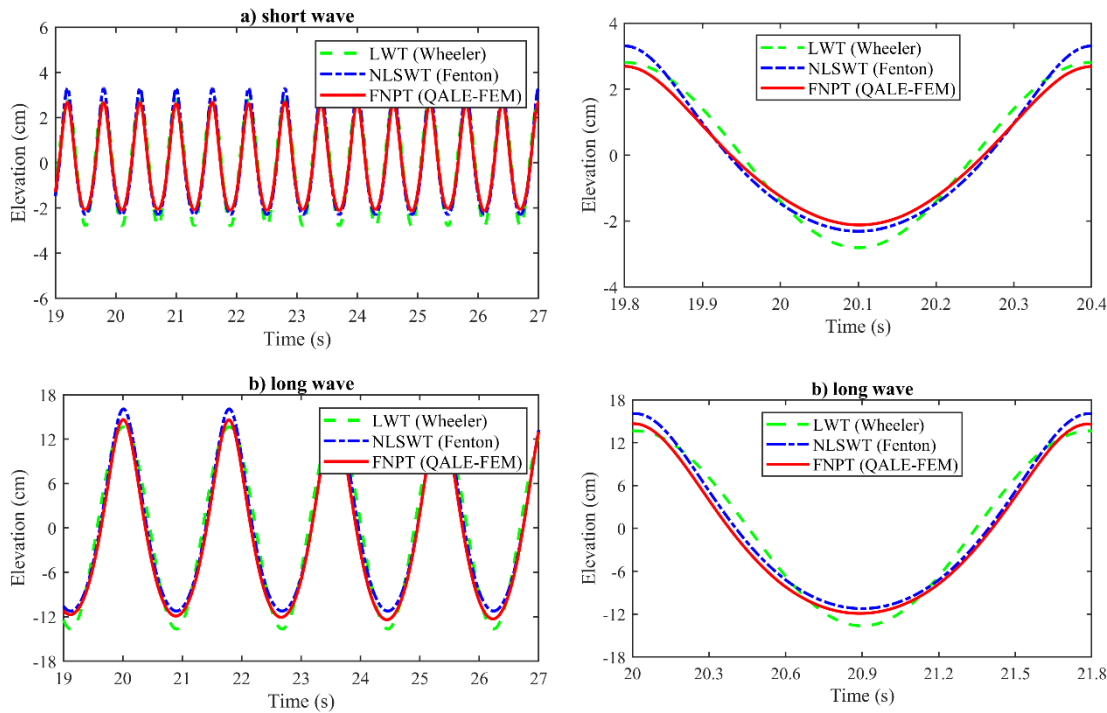 a) short wave
6
4
2
0
-2
-4
-6
Elevation (cm)
LWT (Wheeler)
NLSWT (Fenton)
FNPT (QALE-FEM)
19 20 21 22 23 24 25 26 27
Time (s)
4
2
0
-2
-4
Elevation (cm)
LWT (Wheeler)
NLSWT (Fenton)
FNPT (QALE-FEM)
19.8 19.9 20 20.1 20.2 20.3 20.4
Time (s)
b) long wave
18
12
6
0
-6
-12
-18
Elevation (cm)
LWT (Wheeler)
NLSWT (Fenton)
FNPT (QALE-FEM)
19 20 21 22 23 24 25 26 27
Time (s)
b) long wave
18
12
6
0
-6
-12
-18
Elevation (cm)
LWT (Wheeler)
NLSWT (Fenton)
FNPT (QALE-FEM)
20 20.3 20.6 20.9 21.2 21.5 21.8
Time (s)